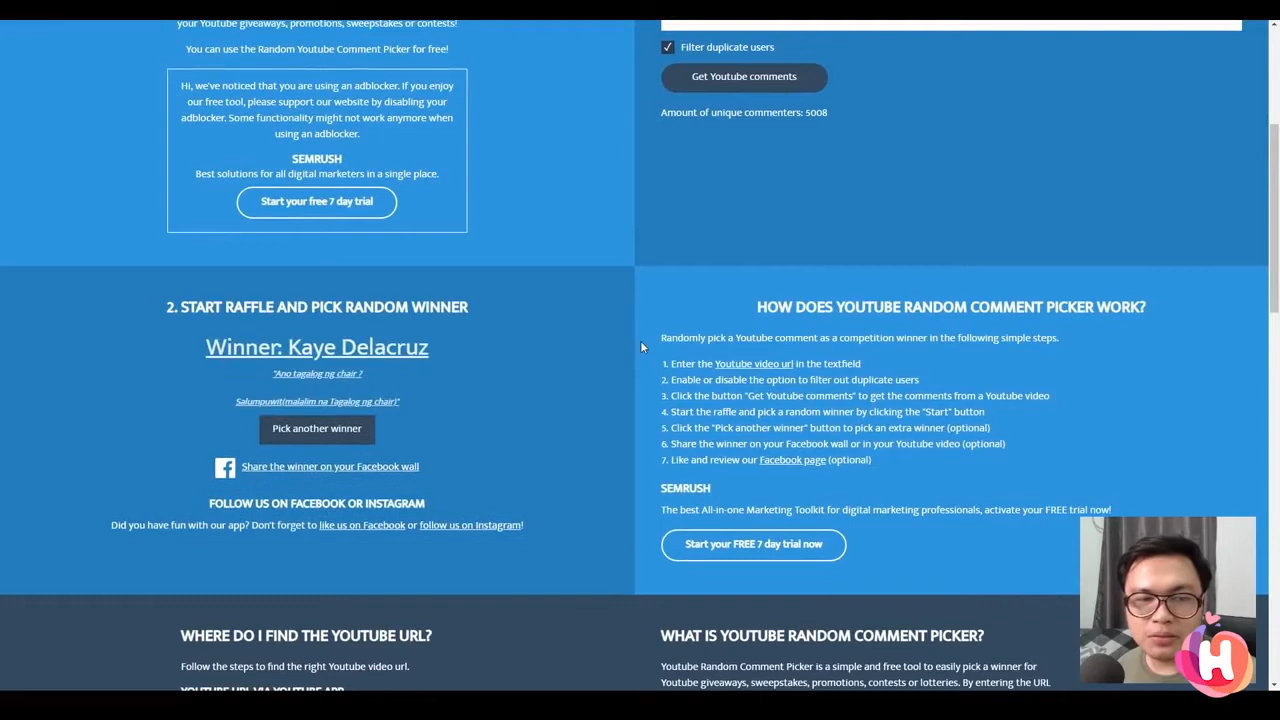 your Youtube giveaways, promotions, sweepstakes or contests!
You can use the Random Youtube Comment Picker for free!
Hi, we've noticed that you are using an adblocker. If you enjoy
our free tool, please support our website by disabling your
adblocker. Some functionality might not work anymore when
using an adblocker.
SEMRUSH
Best solutions for all digital marketers in a single place.
Start your free 7 day trial
Filter duplicate users
Get Youtube comments
Amount of unique commenters: 5008
2. START RAFFLE AND PICK RANDOM WINNER
Winner: Kaye Delacruz
"Ano tagalog ng chair ?
Salumpuwit(malalim na Tagalog ng chair)"
Pick another winner
Share the winner on your Facebook wall
FOLLOW US ON FACEBOOK OR INSTAGRAM
Did you have fun with our app? Don't forget to like us on Facebook or follow us on Instagram!
HOW DOES YOUTUBE RANDOM COMMENT PICKER WORK?
Randomly pick a Youtube comment as a competition winner in the following simple steps.
1. Enter the Youtube video url in the textfield
2. Enable or disable the option to filter out duplicate users
3. Click the button "Get Youtube comments" to get the comments from a Youtube video
4. Start the raffle and pick a random winner by clicking the "Start" button
5. Click the "Pick another winner" button to pick an extra winner (optional)
6. Share the winner on your Facebook wall or in your Youtube video (optional)
7. Like and review our Facebook page (optional)
SEMRUSH
The best All-in-one Marketing Toolkit for digital marketing professionals, activate your FREE trial now!
Start your FREE 7 day trial now
WHERE DO I FIND THE YOUTUBE URL?
Follow the steps to find the right Youtube video url.
YOUTUBE URL VIA YOUTUBE APP
WHAT IS YOUTUBE RANDOM COMMENT PICKER?
Youtube Random Comment Picker is a simple and free tool to easily pick a winner for
Youtube giveaways, sweepstakes, promotions, contests or lotteries. By entering the URL
H